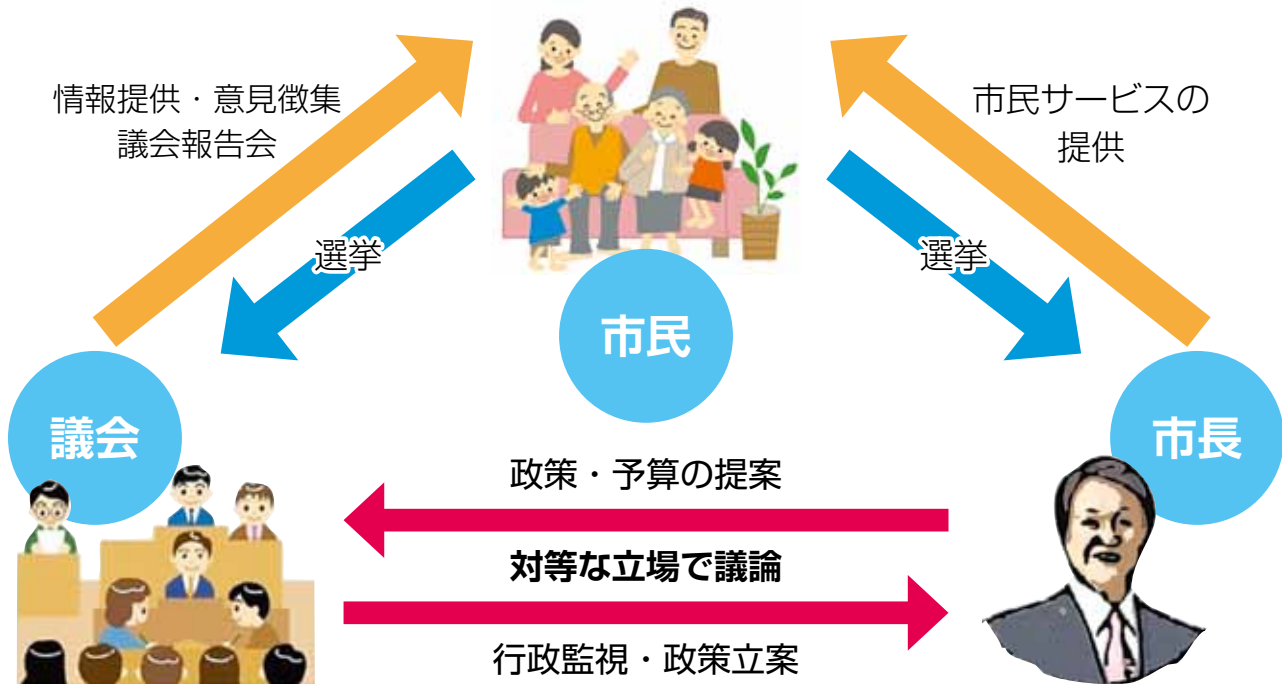 情報提供・意見徴集
議会報告会
市民サービスの
提供
選挙
選挙
市民
議会
市長
政策・予算の提案
対等な立場で議論
行政監視・政策立案